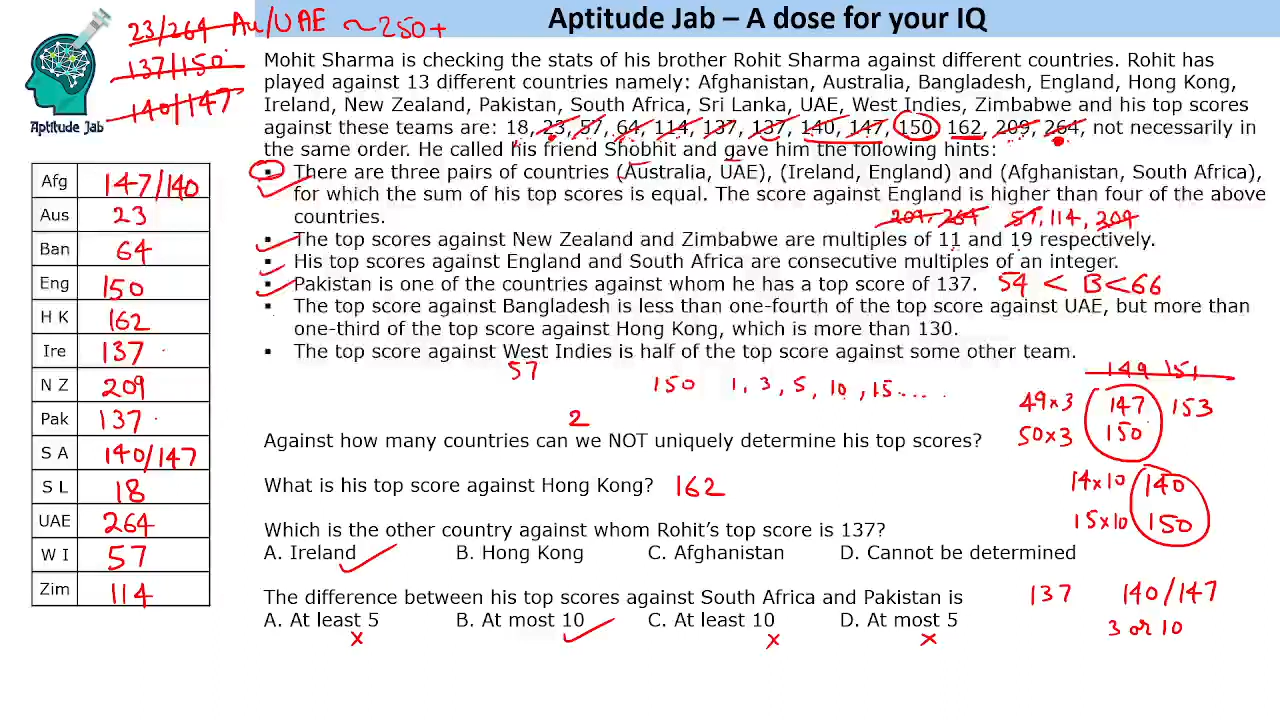 Aptitude Jab – A dose for your IQ
23/264 Au/UAE ~250+
137/150
140/147
Aptitude Jab
Mohit Sharma is checking the stats of his brother Rohit Sharma against different countries. Rohit has
played against 13 different countries namely: Afghanistan, Australia, Bangladesh, England, Hong Kong,
Ireland, New Zealand, Pakistan, South Africa, Sri Lanka, UAE, West Indies, Zimbabwe and his top scores
against these teams are: 18, 23, 57, 64, 114, 137, 137, 140, 147, 150, 162, 209, 264, not necessarily in
the same order. He called his friend Shobhit and gave him the following hints:
▪ There are three pairs of countries (Australia, UAE), (Ireland, England) and (Afghanistan, South Africa),
for which the sum of his top scores is equal. The score against England is higher than four of the above
countries.
209, 264 57, 114, 209
▪ The top scores against New Zealand and Zimbabwe are multiples of 11 and 19 respectively.
▪ His top scores against England and South Africa are consecutive multiples of an integer.
▪ Pakistan is one of the countries against whom he has a top score of 137. 54 < B < 66
▪ The top score against Bangladesh is less than one-fourth of the top score against UAE, but more than
one-third of the top score against Hong Kong, which is more than 130.
▪ The top score against West Indies is half of the top score against some other team.
57
150 1, 3, 5, 10, 15....
149 151
49×3 147 153
50×3 150
14×10 140
15×10 150
2
Against how many countries can we NOT uniquely determine his top scores?
What is his top score against Hong Kong? 162
Which is the other country against whom Rohit's top score is 137?
A. Ireland B. Hong Kong C. Afghanistan D. Cannot be determined
The difference between his top scores against South Africa and Pakistan is
137 140/147
A. At least 5 B. At most 10 C. At least 10 D. At most 5
3 or 10
x x x
Afg 147/140
Aus 23
Ban 64
Eng 150
H K 162
Ire 137
N Z 209
Pak 137
S A 140/147
S L 18
UAE 264
W I 57
Zim 114